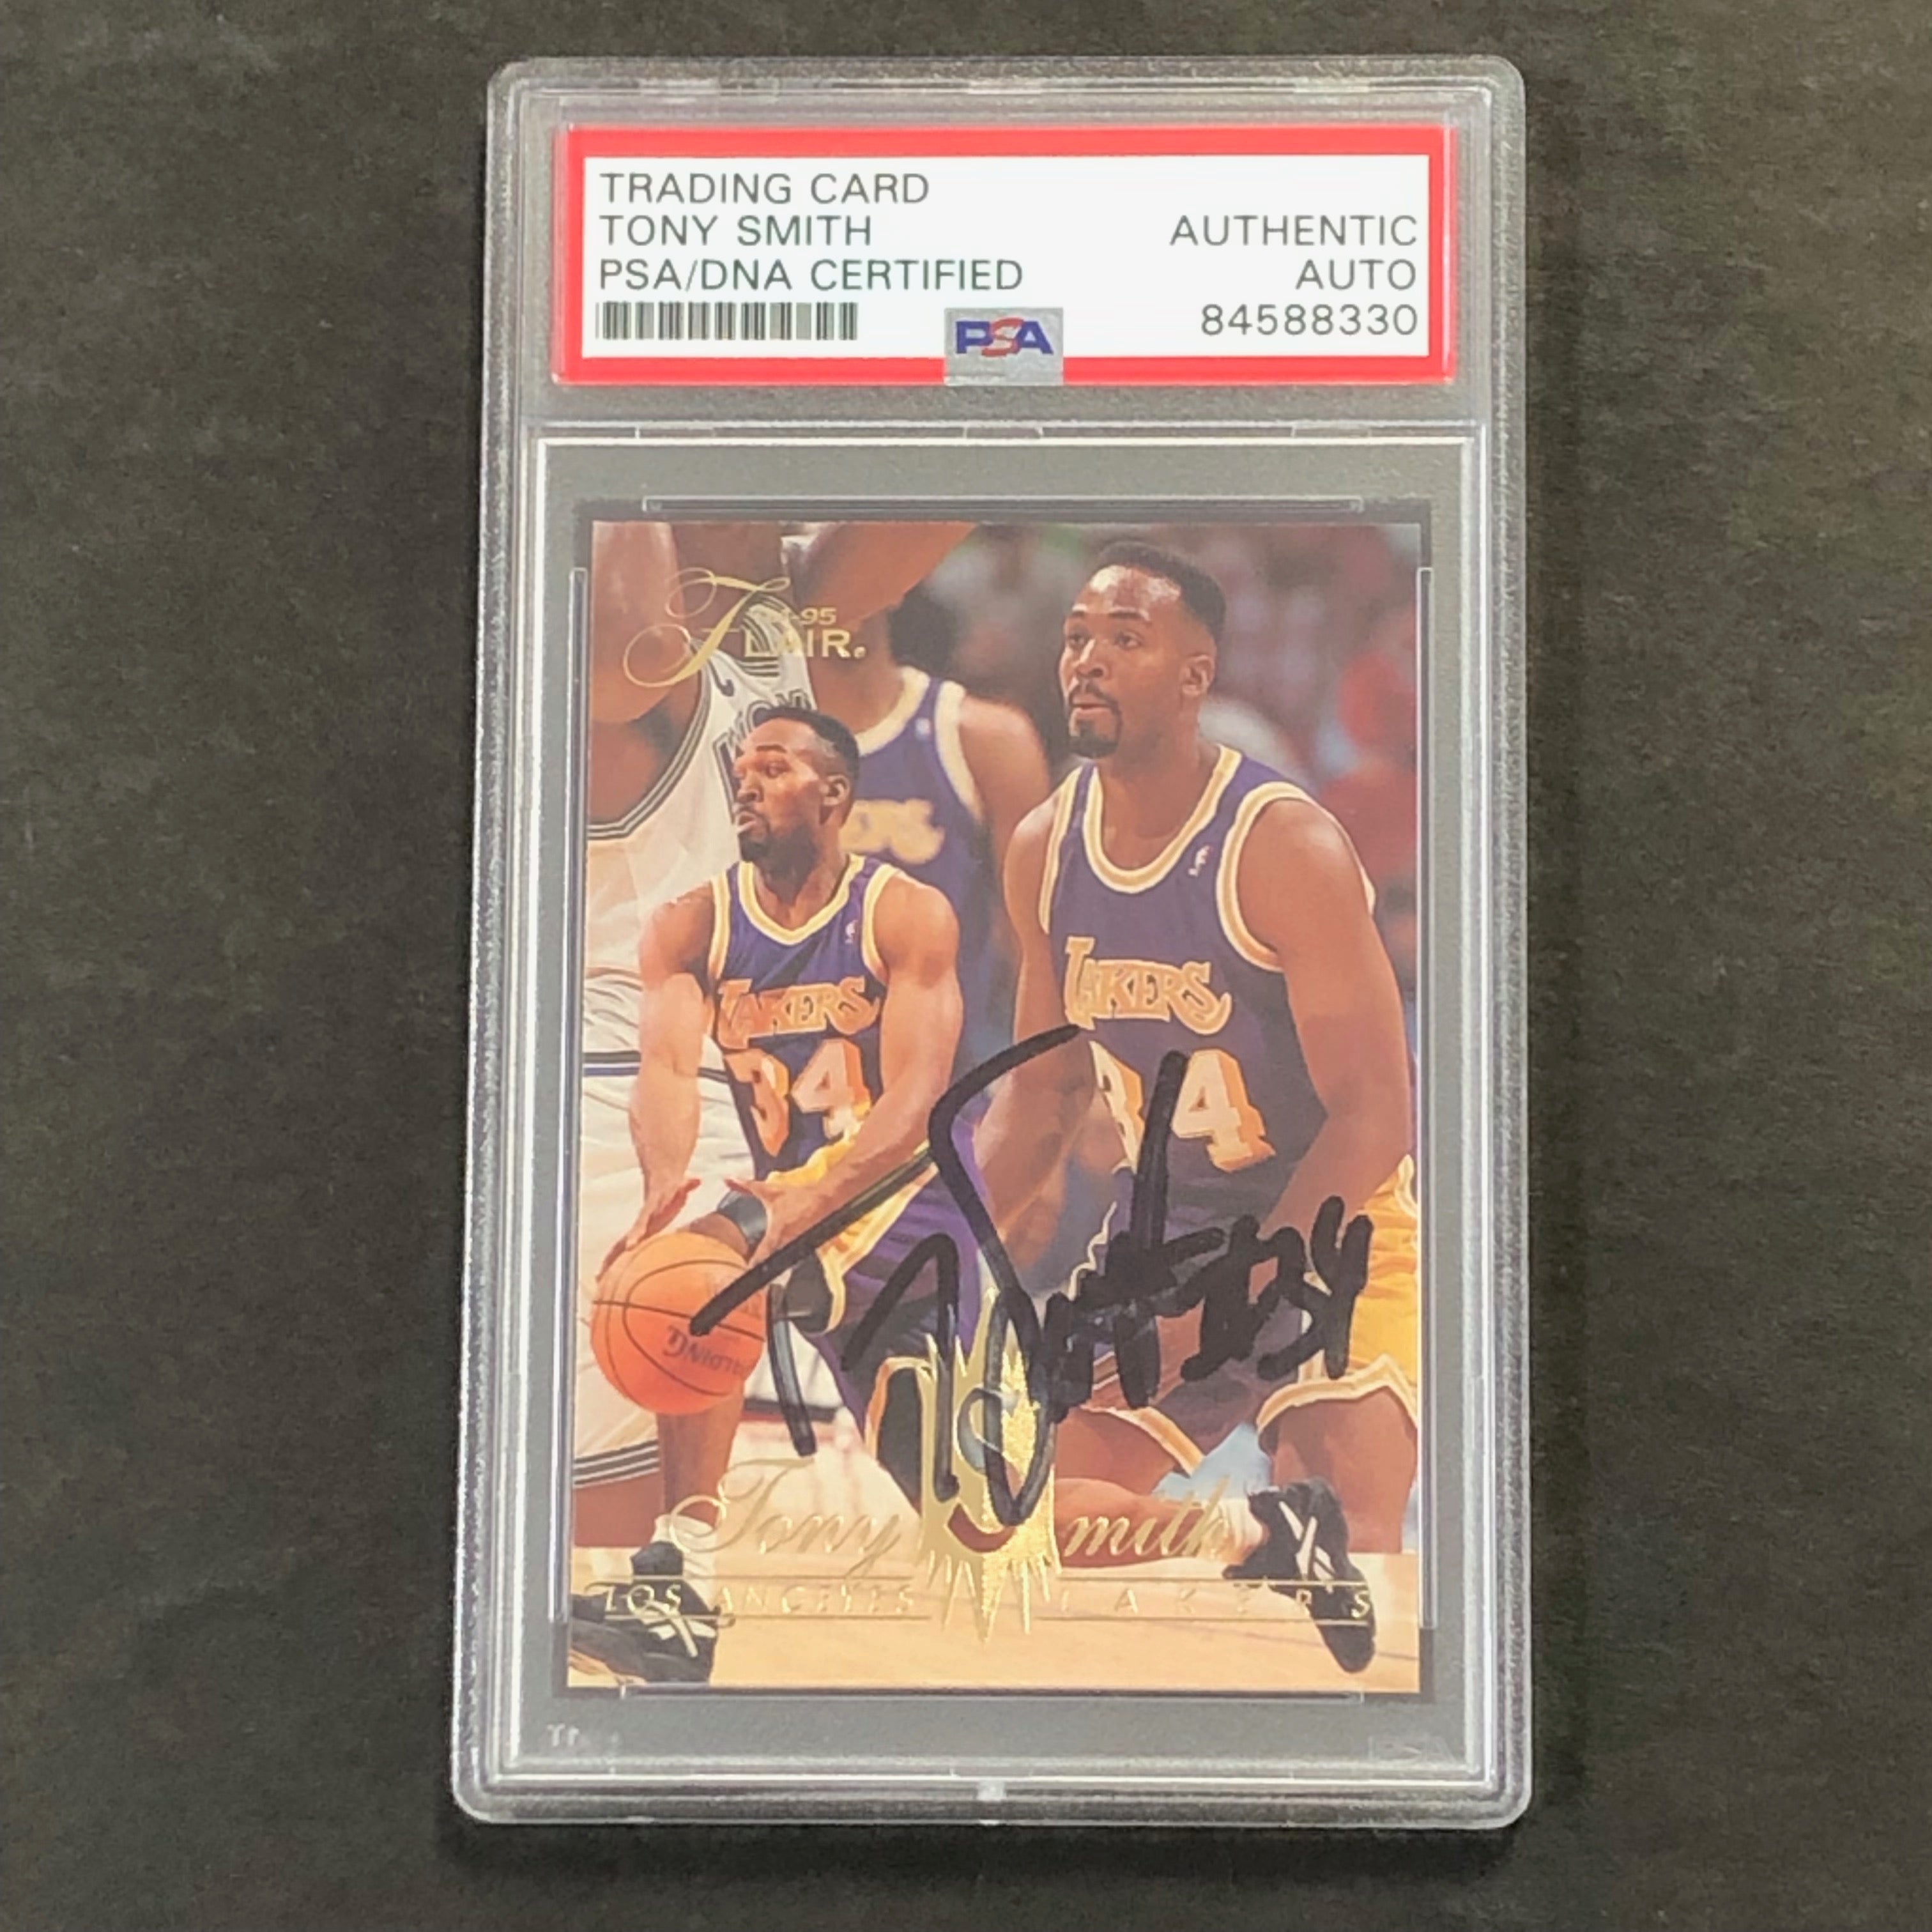 TRADING CARD
TONY SMITH
PSA/DNA CERTIFIED
AUTHENTIC
AUTO
84588330
PSA
FLAIR
LAKERS
34
LAKERS
34
Tony Smith
LOS ANGELES LAKERS